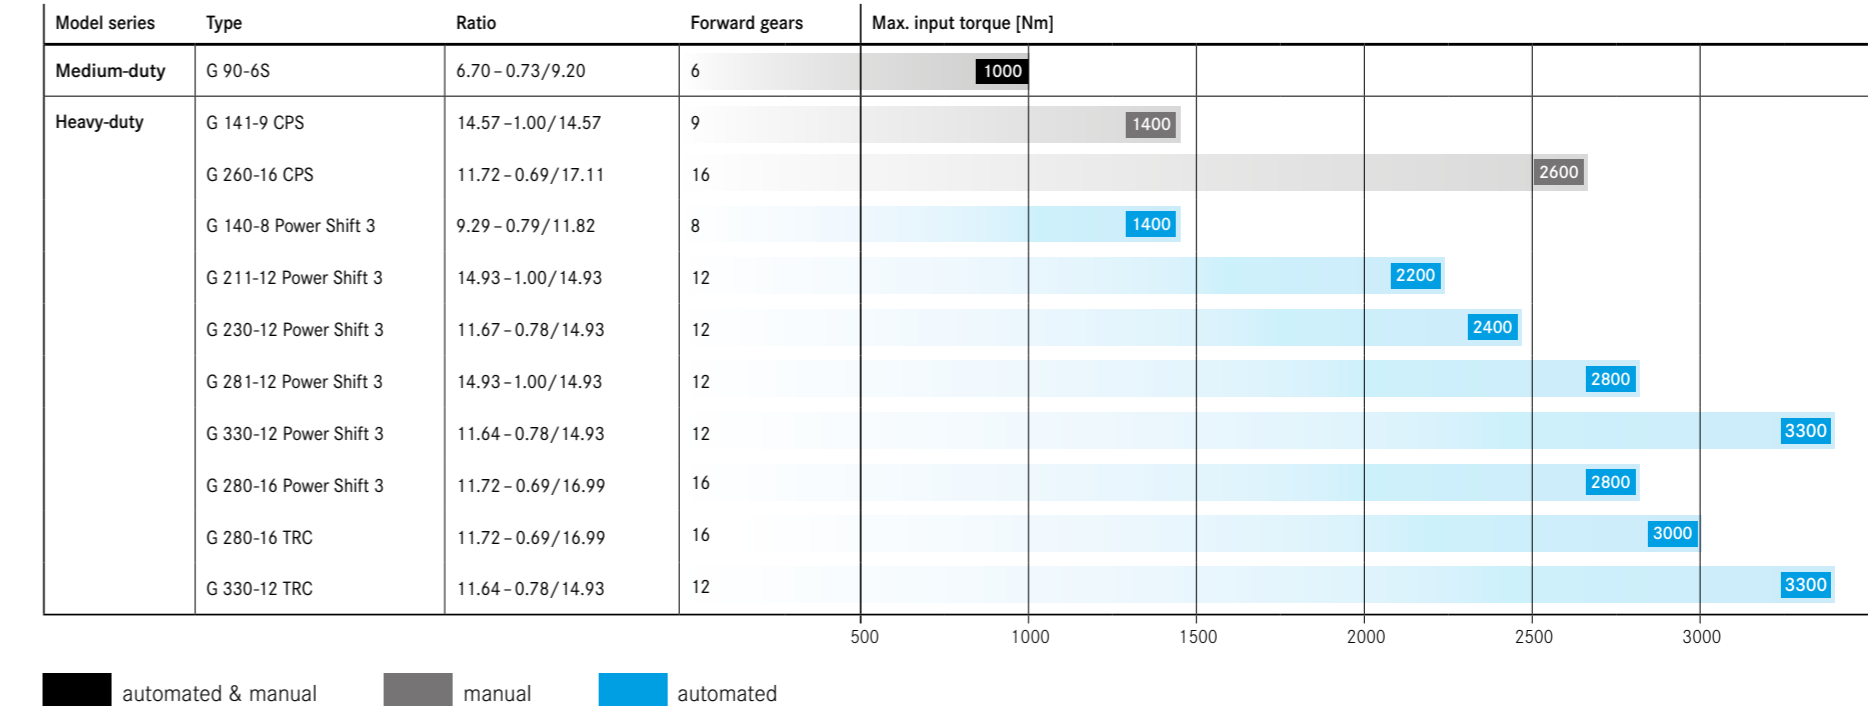 Model series Type Ratio Forward gears Max. input torque [Nm]
Medium-duty G 90-6S 6.70 – 0.73/9.20 6 1000
Heavy-duty G 141-9 CPS 14.57 –1.00/14.57 9 1400
G 260-16 CPS 11.72 – 0.69/17.11 16 2600
G 140-8 Power Shift 3 9.29 – 0.79/11.82 8 1400
G 211-12 Power Shift 3 14.93 –1.00/14.93 12 2200
G 230-12 Power Shift 3 11.67 – 0.78/14.93 12 2400
G 281-12 Power Shift 3 14.93 –1.00/14.93 12 2800
G 330-12 Power Shift 3 11.64 – 0.78/14.93 12 3300
G 280-16 Power Shift 3 11.72 – 0.69/16.99 16 2800
G 280-16 TRC 11.72 – 0.69/16.99 16 3000
G 330-12 TRC 11.64 – 0.78/14.93 12 3300
500 1000 1500 2000 2500 3000
automated & manual manual automated